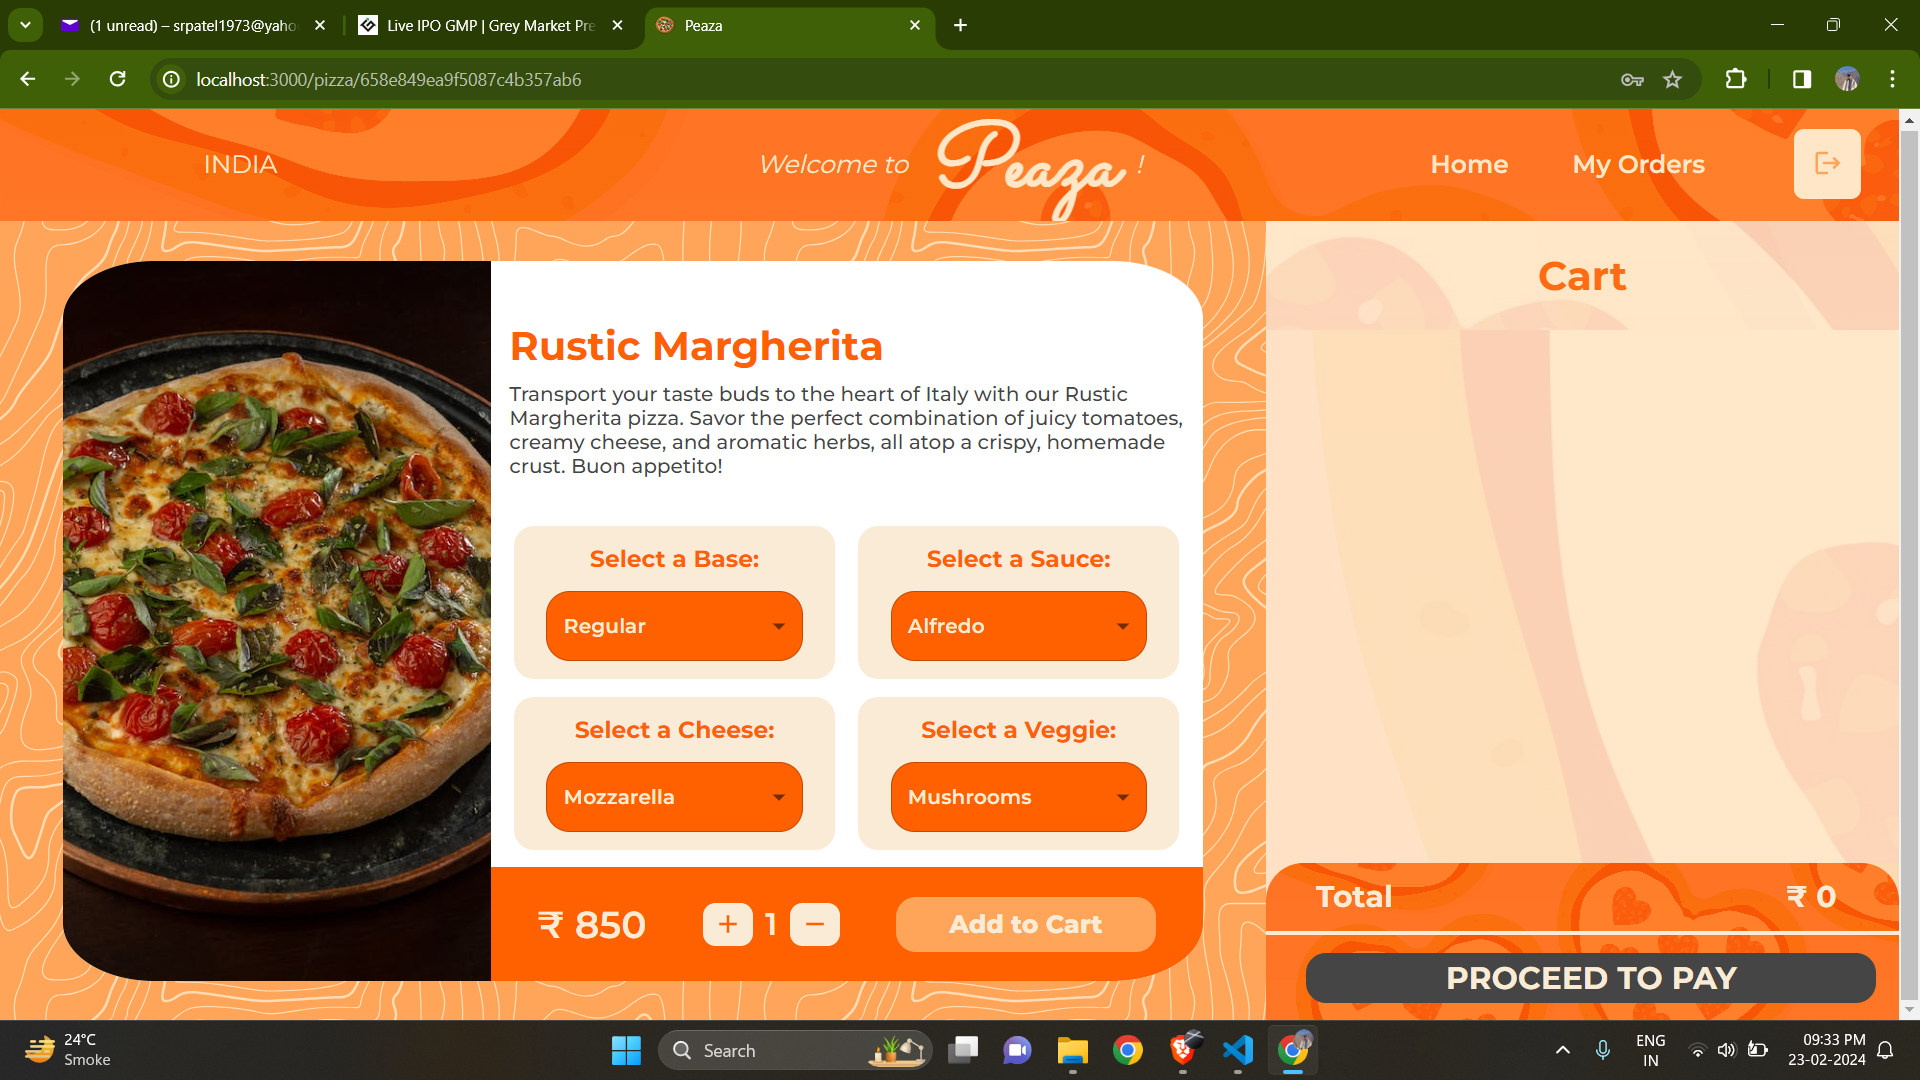 (1 unread) – srpatel1973@yaho
Live IPO GMP | Grey Market Pre
Peaza
localhost:3000/pizza/658e849ea9f5087c4b357ab6
INDIA
Welcome to Peaza !
Home
My Orders
Rustic Margherita
Transport your taste buds to the heart of Italy with our Rustic
Margherita pizza. Savor the perfect combination of juicy tomatoes,
creamy cheese, and aromatic herbs, all atop a crispy, homemade
crust. Buon appetito!
Select a Base:
Regular
Select a Sauce:
Alfredo
Select a Cheese:
Mozzarella
Select a Veggie:
Mushrooms
₹ 850
+ 1 −
Add to Cart
Cart
Total
₹ 0
PROCEED TO PAY
24°C
Smoke
Search
ENG
IN
09:33 PM
23-02-2024